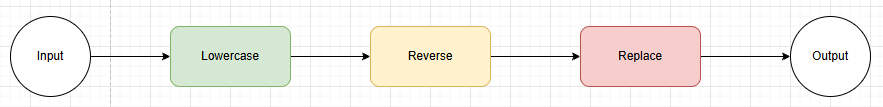 Input
Lowercase
Reverse
Replace
Output